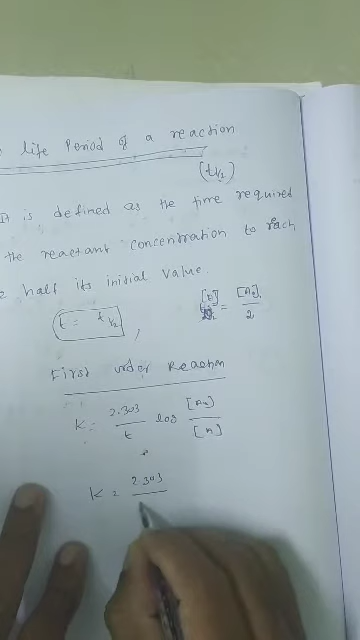 life Period of a reaction
(t½)
It is defined as the time required
the reactant concentration to reach
half its initial value.
t = t½ , [A] = [A₀] / 2
First order Reaction
K = 2.303 / t log [A₀] / [A]
K = 2.303